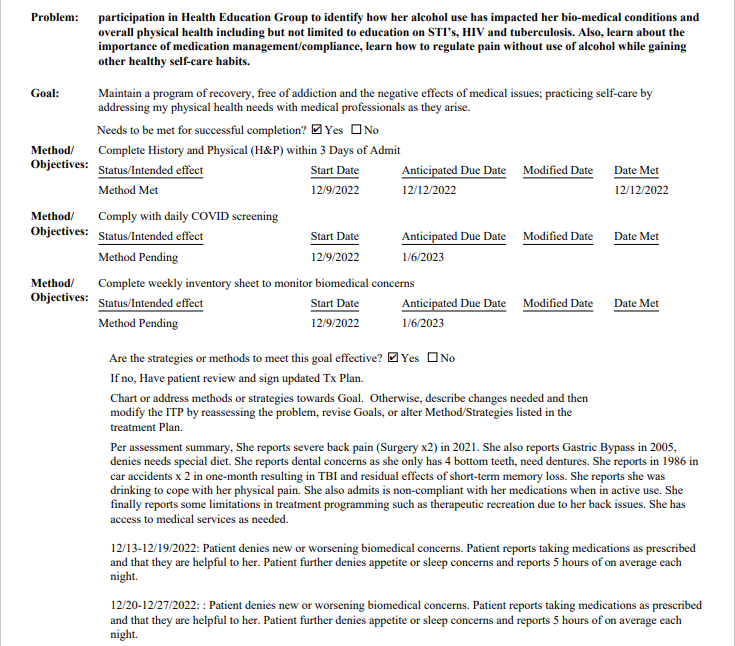 Problem: participation in Health Education Group to identify how her alcohol use has impacted her bio-medical conditions and
overall physical health including but not limited to education on STI's, HIV and tuberculosis. Also, learn about the
importance of medication management/compliance, learn how to regulate pain without use of alcohol while gaining
other healthy self-care habits.
Goal: Maintain a program of recovery, free of addiction and the negative effects of medical issues; practicing self-care by
addressing my physical health needs with medical professionals as they arise.
Needs to be met for successful completion? ☑ Yes ☐ No
Method/ Complete History and Physical (H&P) within 3 Days of Admit
Objectives: Status/Intended effect Start Date Anticipated Due Date Modified Date Date Met
Method Met 12/9/2022 12/12/2022 12/12/2022
Method/ Comply with daily COVID screening
Objectives: Status/Intended effect Start Date Anticipated Due Date Modified Date Date Met
Method Pending 12/9/2022 1/6/2023
Method/ Complete weekly inventory sheet to monitor biomedical concerns
Objectives: Status/Intended effect Start Date Anticipated Due Date Modified Date Date Met
Method Pending 12/9/2022 1/6/2023
Are the strategies or methods to meet this goal effective? ☑ Yes ☐ No
If no, Have patient review and sign updated Tx Plan.
Chart or address methods or strategies towards Goal. Otherwise, describe changes needed and then
modify the ITP by reassessing the problem, revise Goals, or alter Method/Strategies listed in the
treatment Plan.
Per assessment summary, She reports severe back pain (Surgery x2) in 2021. She also reports Gastric Bypass in 2005,
denies needs special diet. She reports dental concerns as she only has 4 bottom teeth, need dentures. She reports in 1986 in
car accidents x 2 in one-month resulting in TBI and residual effects of short-term memory loss. She reports she was
drinking to cope with her physical pain. She also admits is non-compliant with her medications when in active use. She
finally reports some limitations in treatment programming such as therapeutic recreation due to her back issues. She has
access to medical services as needed.
12/13-12/19/2022: Patient denies new or worsening biomedical concerns. Patient reports taking medications as prescribed
and that they are helpful to her. Patient further denies appetite or sleep concerns and reports 5 hours of on average each
night.
12/20-12/27/2022: : Patient denies new or worsening biomedical concerns. Patient reports taking medications as prescribed
and that they are helpful to her. Patient further denies appetite or sleep concerns and reports 5 hours of on average each
night.